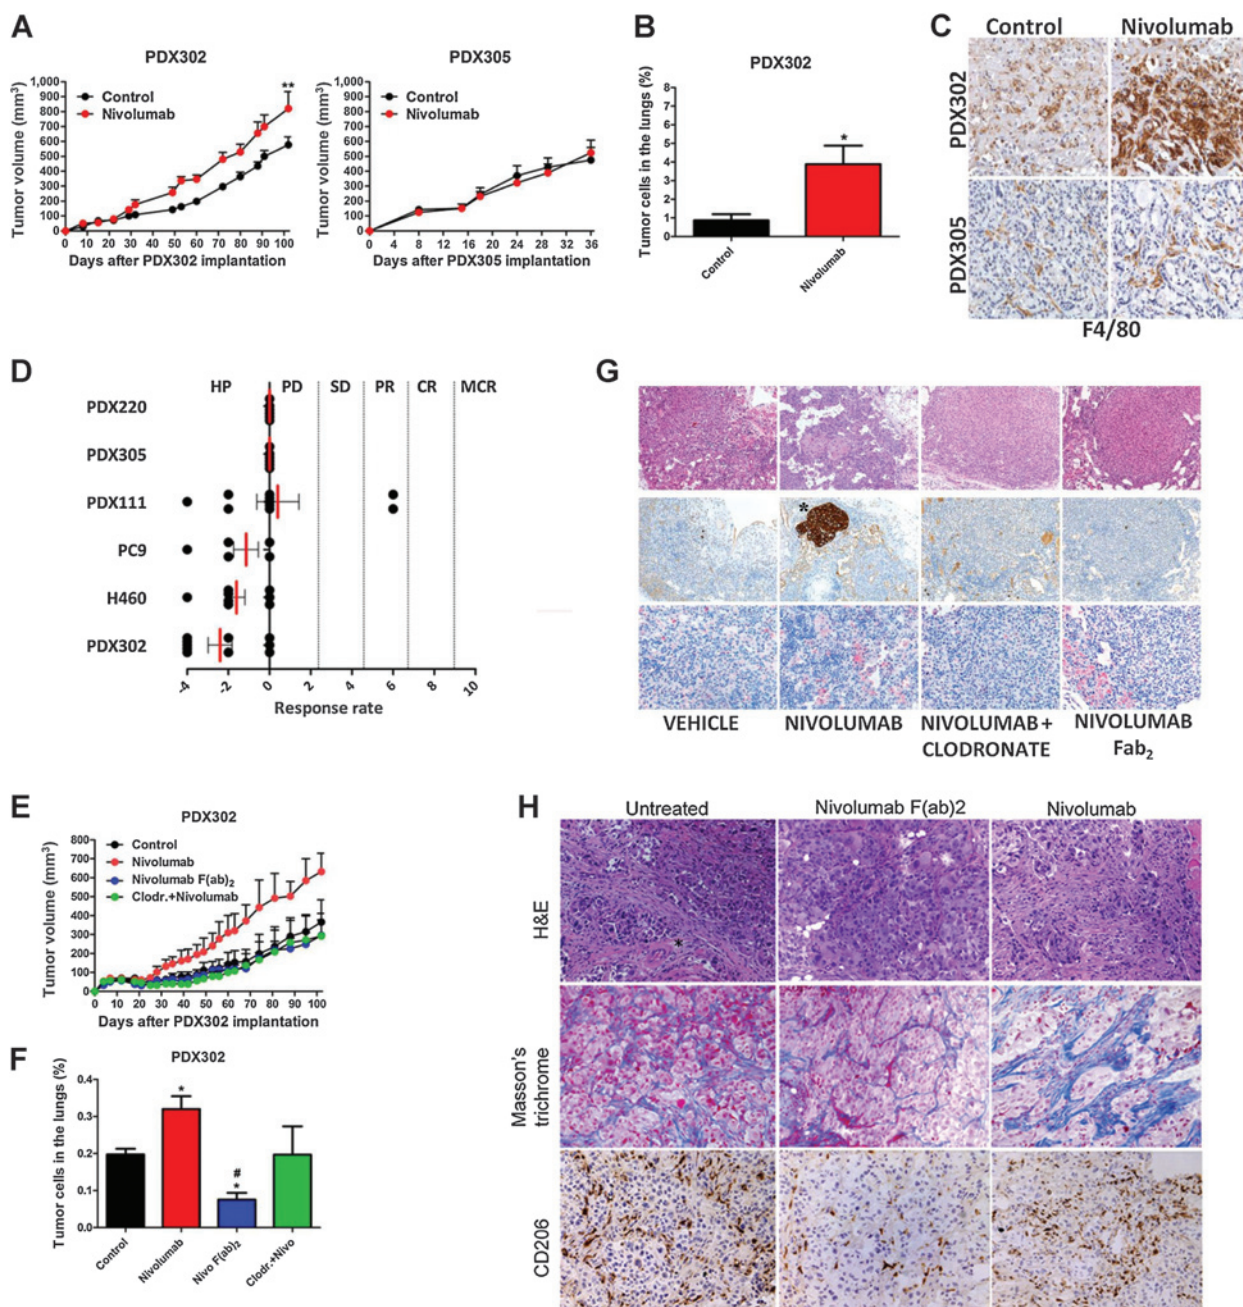 A
PDX302
Tumor volume (mm³)
1,000
900
800
700
600
500
400
300
200
100
0
Control
Nivolumab
**
0 10 20 30 40 50 60 70 80 90 100
Days after PDX302 implantation
PDX305
Tumor volume (mm³)
1,000
900
800
700
600
500
400
300
200
100
0
Control
Nivolumab
0 4 8 12 16 20 24 28 32 36
Days after PDX305 implantation
B
PDX302
Tumor cells in the lungs (%)
8
7
6
5
4
3
2
1
0
*
Control
Nivolumab
C
Control Nivolumab
PDX302
PDX305
F4/80
D
HP PD SD PR CR MCR
PDX220
PDX305
PDX111
PC9
H460
PDX302
-4 -2 0 2 4 6 8 10
Response rate
G
*
VEHICLE NIVOLUMAB NIVOLUMAB + CLODRONATE NIVOLUMAB Fab₂
E
PDX302
Tumor volume (mm³)
800
700
600
500
400
300
200
100
0
Control
Nivolumab
Nivolumab F(ab)₂
Clodr.+Nivolumab
0 10 20 30 40 50 60 70 80 90 100
Days after PDX302 implantation
F
PDX302
Tumor cells in the lungs (%)
0.4
0.3
0.2
0.1
0.0
*
#
*
Control
Nivolumab
Nivo F(ab)₂
Clodr.+Nivo
H
Untreated Nivolumab F(ab)2 Nivolumab
H&E
*
Masson's
trichrome
CD206